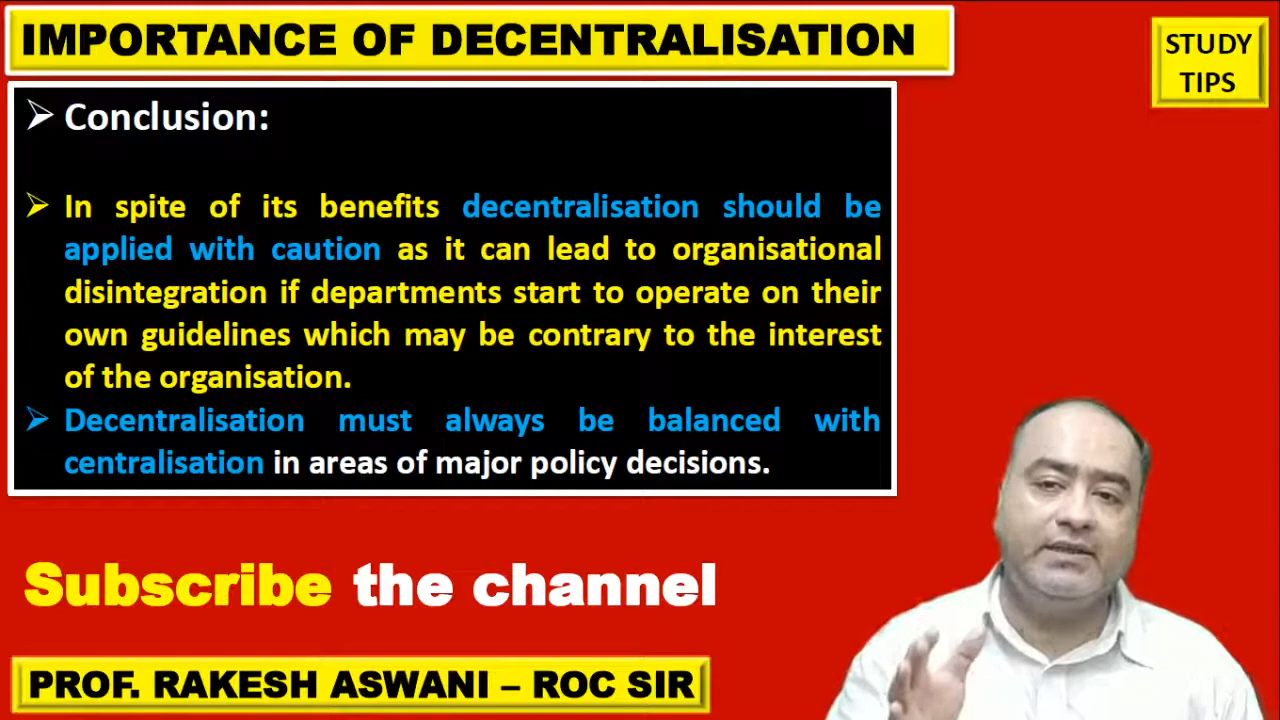 IMPORTANCE OF DECENTRALISATION
STUDY
TIPS
➢ Conclusion:
➢ In spite of its benefits decentralisation should be
applied with caution as it can lead to organisational
disintegration if departments start to operate on their
own guidelines which may be contrary to the interest
of the organisation.
➢ Decentralisation must always be balanced with
centralisation in areas of major policy decisions.
Subscribe the channel
PROF. RAKESH ASWANI – ROC SIR